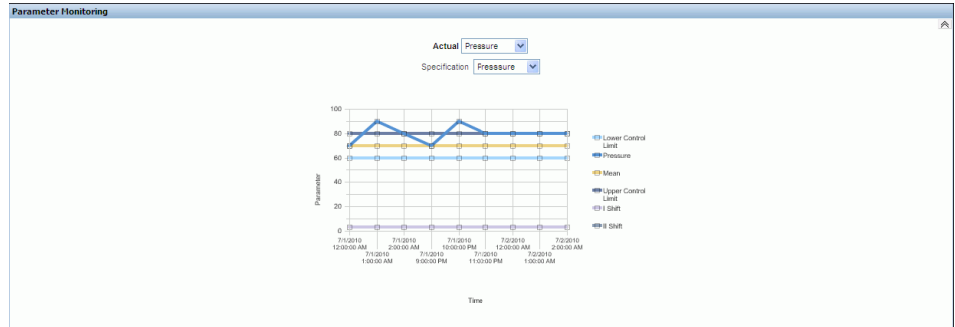 Parameter Monitoring
Actual Pressure
Specification Presssure
100
80
60
40
20
0
Parameter
7/1/2010 12:00:00 AM
7/1/2010 1:00:00 AM
7/1/2010 2:00:00 AM
7/1/2010 9:00:00 PM
7/1/2010 10:00:00 PM
7/1/2010 11:00:00 PM
7/2/2010 12:00:00 AM
7/2/2010 1:00:00 AM
7/2/2010 2:00:00 AM
Time
Lower Control
Limit
Pressure
Mean
Upper Control
Limit
I Shift
II Shift